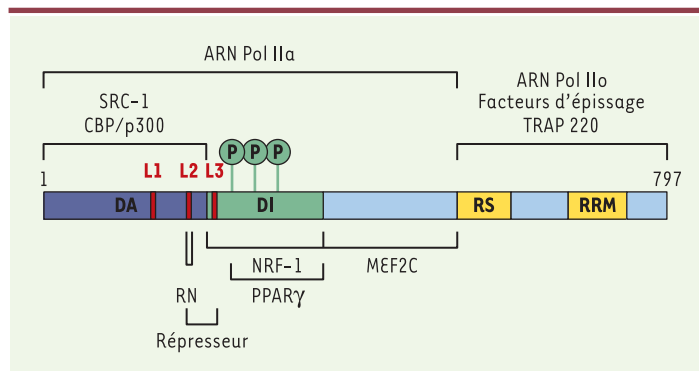 ARN Pol IIa
ARN Pol IIo
Facteurs d'épissage
TRAP 220
SRC-1
CBP/p300
P P P
L1 L2 L3
1 797
DA DI RS RRM
NRF-1 MEF2C
RN PPARγ
Répresseur